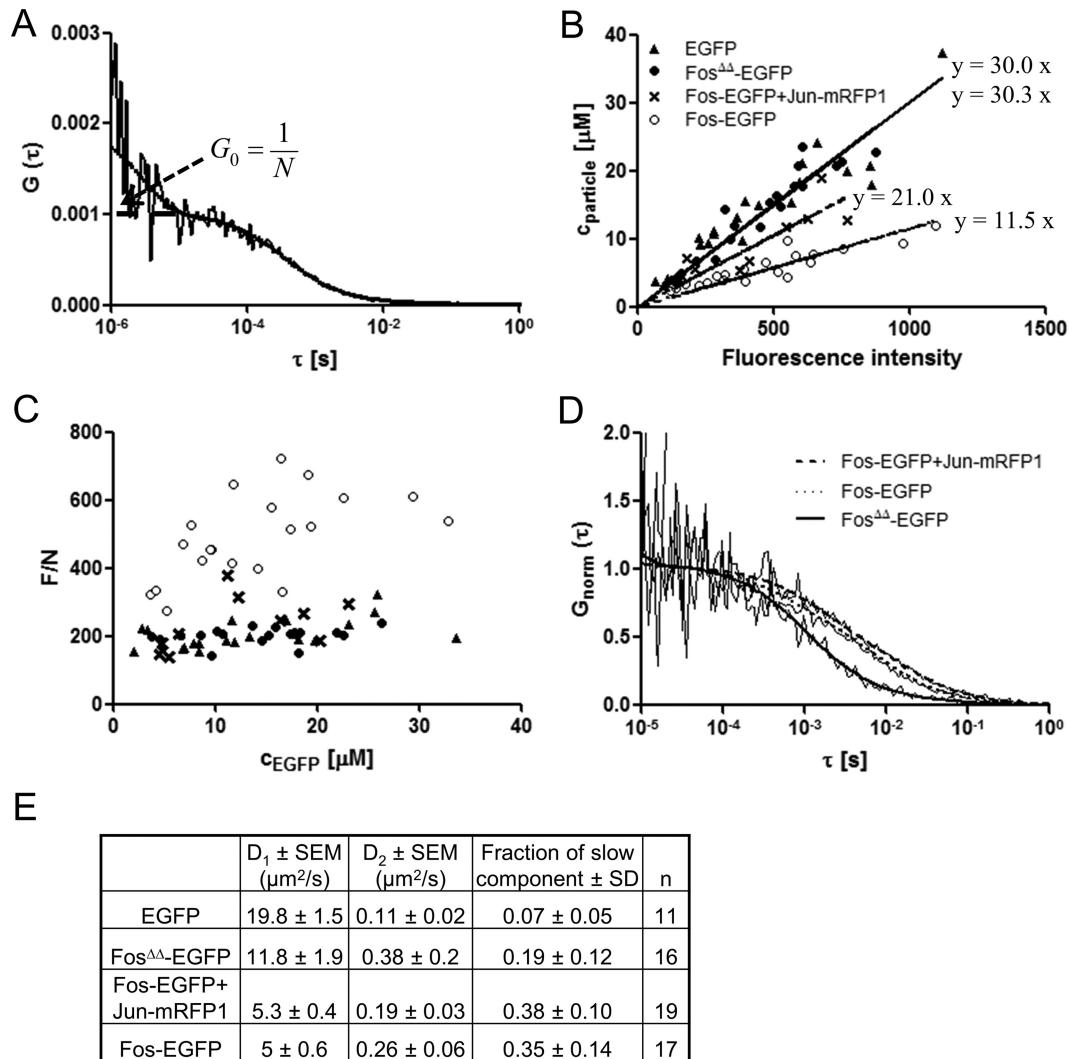 A
0.003
0.002
0.001
0.000
G (τ)
G₀ = 1/N
10⁻⁶
10⁻⁴
10⁻²
10⁰
τ [s]
B
40
30
20
10
0
cparticle [µM]
EGFP
Fos^ΔΔ-EGFP
Fos-EGFP+Jun-mRFP1
Fos-EGFP
y = 30.0 x
y = 30.3 x
y = 21.0 x
y = 11.5 x
0
500
1000
1500
Fluorescence intensity
C
800
600
400
200
0
F/N
0
10
20
30
40
cEGFP [µM]
D
2.0
1.5
1.0
0.5
0.0
Gnorm (τ)
Fos-EGFP+Jun-mRFP1
Fos-EGFP
Fos^ΔΔ-EGFP
10⁻⁵
10⁻⁴
10⁻³
10⁻²
10⁻¹
10⁰
τ [s]
E
D₁ ± SEM (µm²/s) D₂ ± SEM (µm²/s) Fraction of slow component ± SD n
EGFP 19.8 ± 1.5 0.11 ± 0.02 0.07 ± 0.05 11
Fos^ΔΔ-EGFP 11.8 ± 1.9 0.38 ± 0.2 0.19 ± 0.12 16
Fos-EGFP+
Jun-mRFP1 5.3 ± 0.4 0.19 ± 0.03 0.38 ± 0.10 19
Fos-EGFP 5 ± 0.6 0.26 ± 0.06 0.35 ± 0.14 17